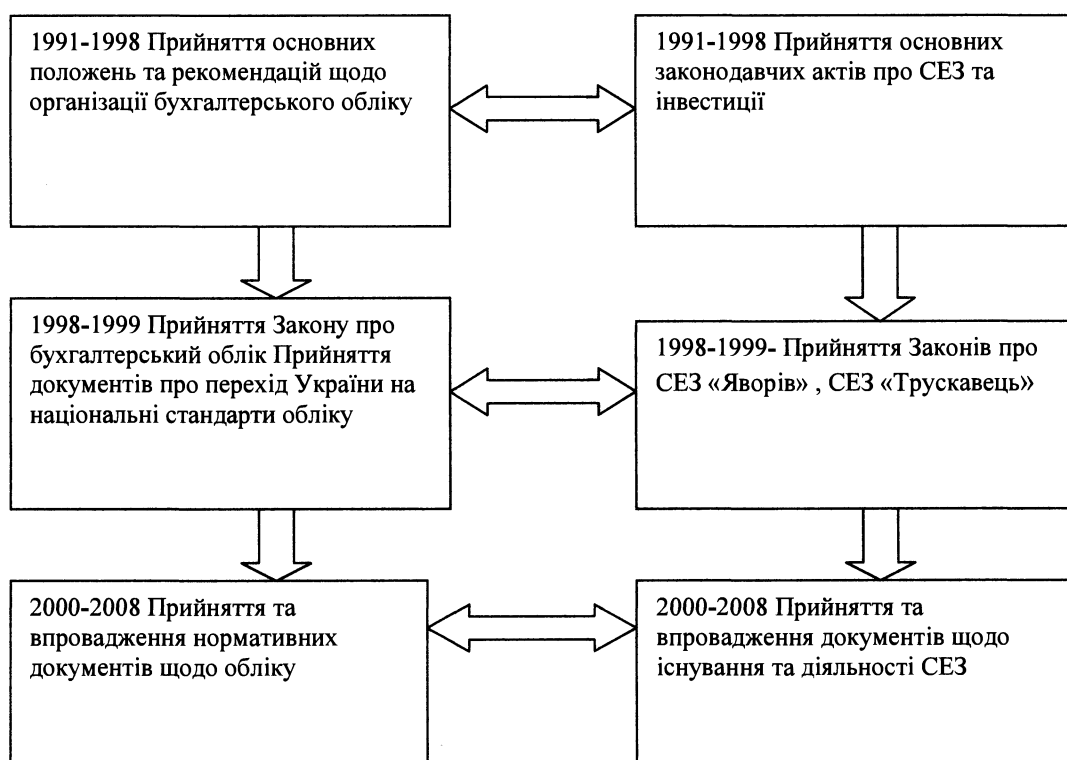 1991-1998 Прийняття основних
положень та рекомендацій щодо
організації бухгалтерського обліку
1991-1998 Прийняття основних
законодавчих актів про СЕЗ та
інвестиції
1998-1999 Прийняття Закону про
бухгалтерський облік Прийняття
документів про перехід України на
національні стандарти обліку
1998-1999- Прийняття Законів про
СЕЗ «Яворів» , СЕЗ «Трускавець»
2000-2008 Прийняття та
впровадження нормативних
документів щодо обліку
2000-2008 Прийняття та
впровадження документів щодо
існування та діяльності СЕЗ